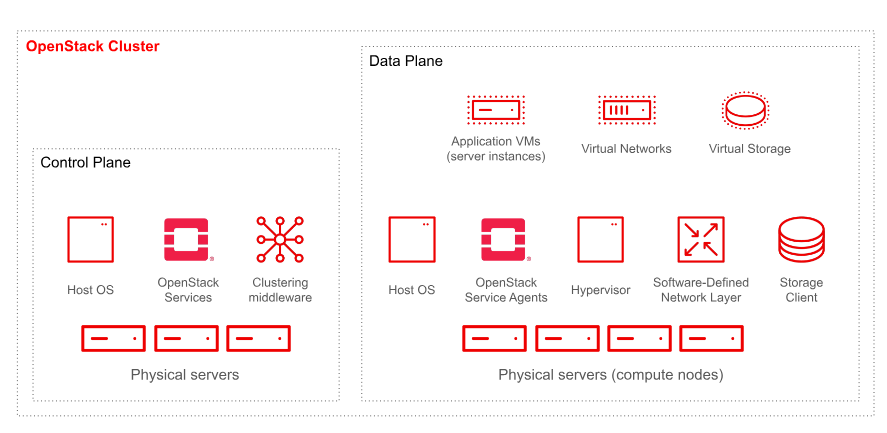 OpenStack Cluster
Data Plane
Application VMs
(server instances)
Virtual Networks
Virtual Storage
Control Plane
Host OS
OpenStack
Services
Clustering
middleware
Physical servers
Host OS
OpenStack
Service Agents
Hypervisor
Software-Defined
Network Layer
Storage
Client
Physical servers (compute nodes)